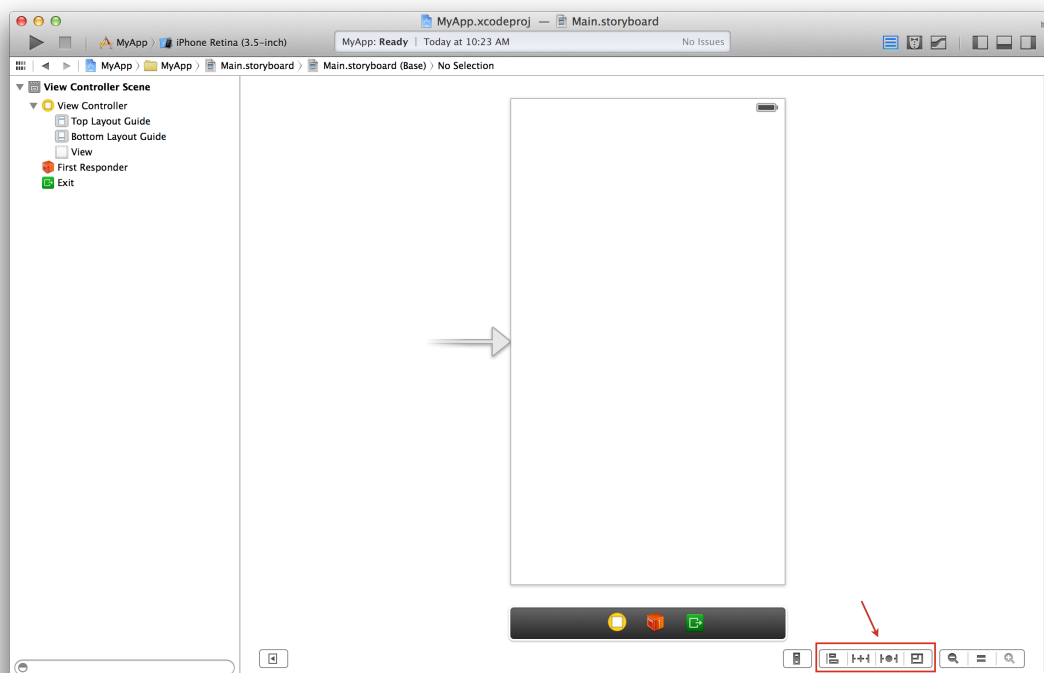 MyApp.xcodeproj — Main.storyboard
MyApp iPhone Retina (3.5-inch)
MyApp: Ready | Today at 10:23 AM No Issues
MyApp MyApp Main.storyboard Main.storyboard (Base) No Selection
View Controller Scene
View Controller
Top Layout Guide
Bottom Layout Guide
View
First Responder
Exit